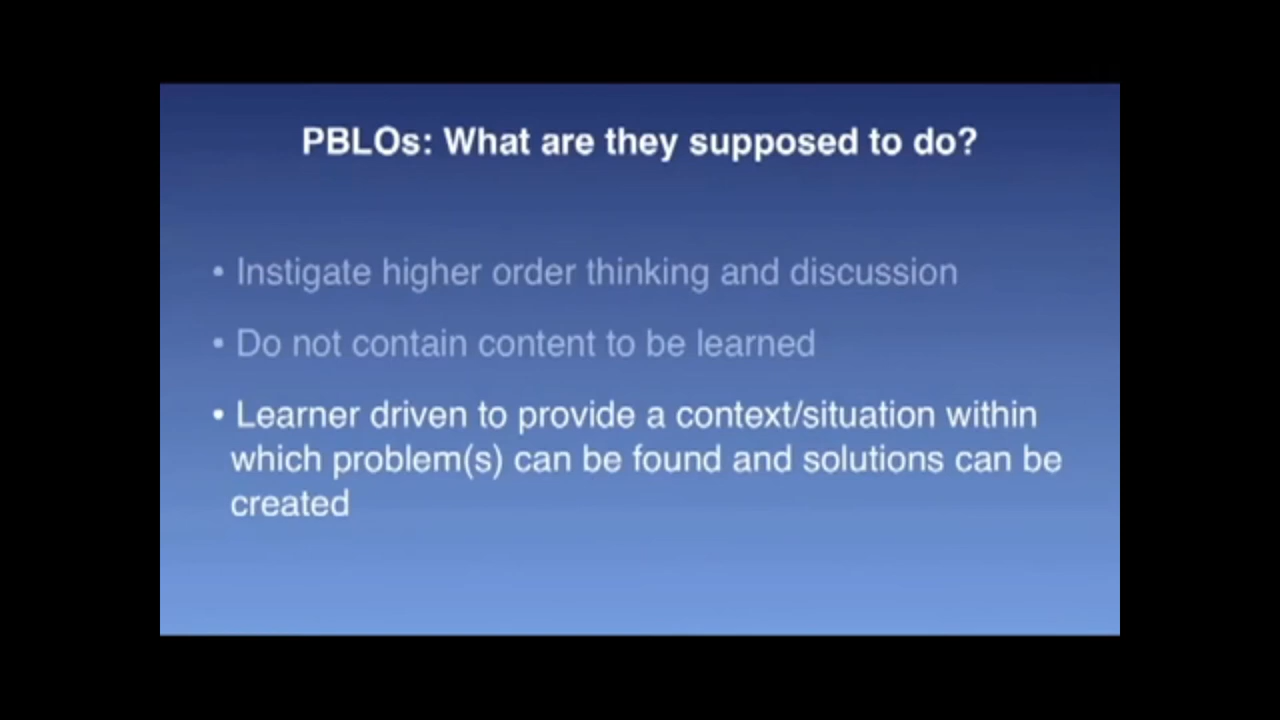 PBLOs: What are they supposed to do?
• Instigate higher order thinking and discussion
• Do not contain content to be learned
• Learner driven to provide a context/situation within
which problem(s) can be found and solutions can be
created